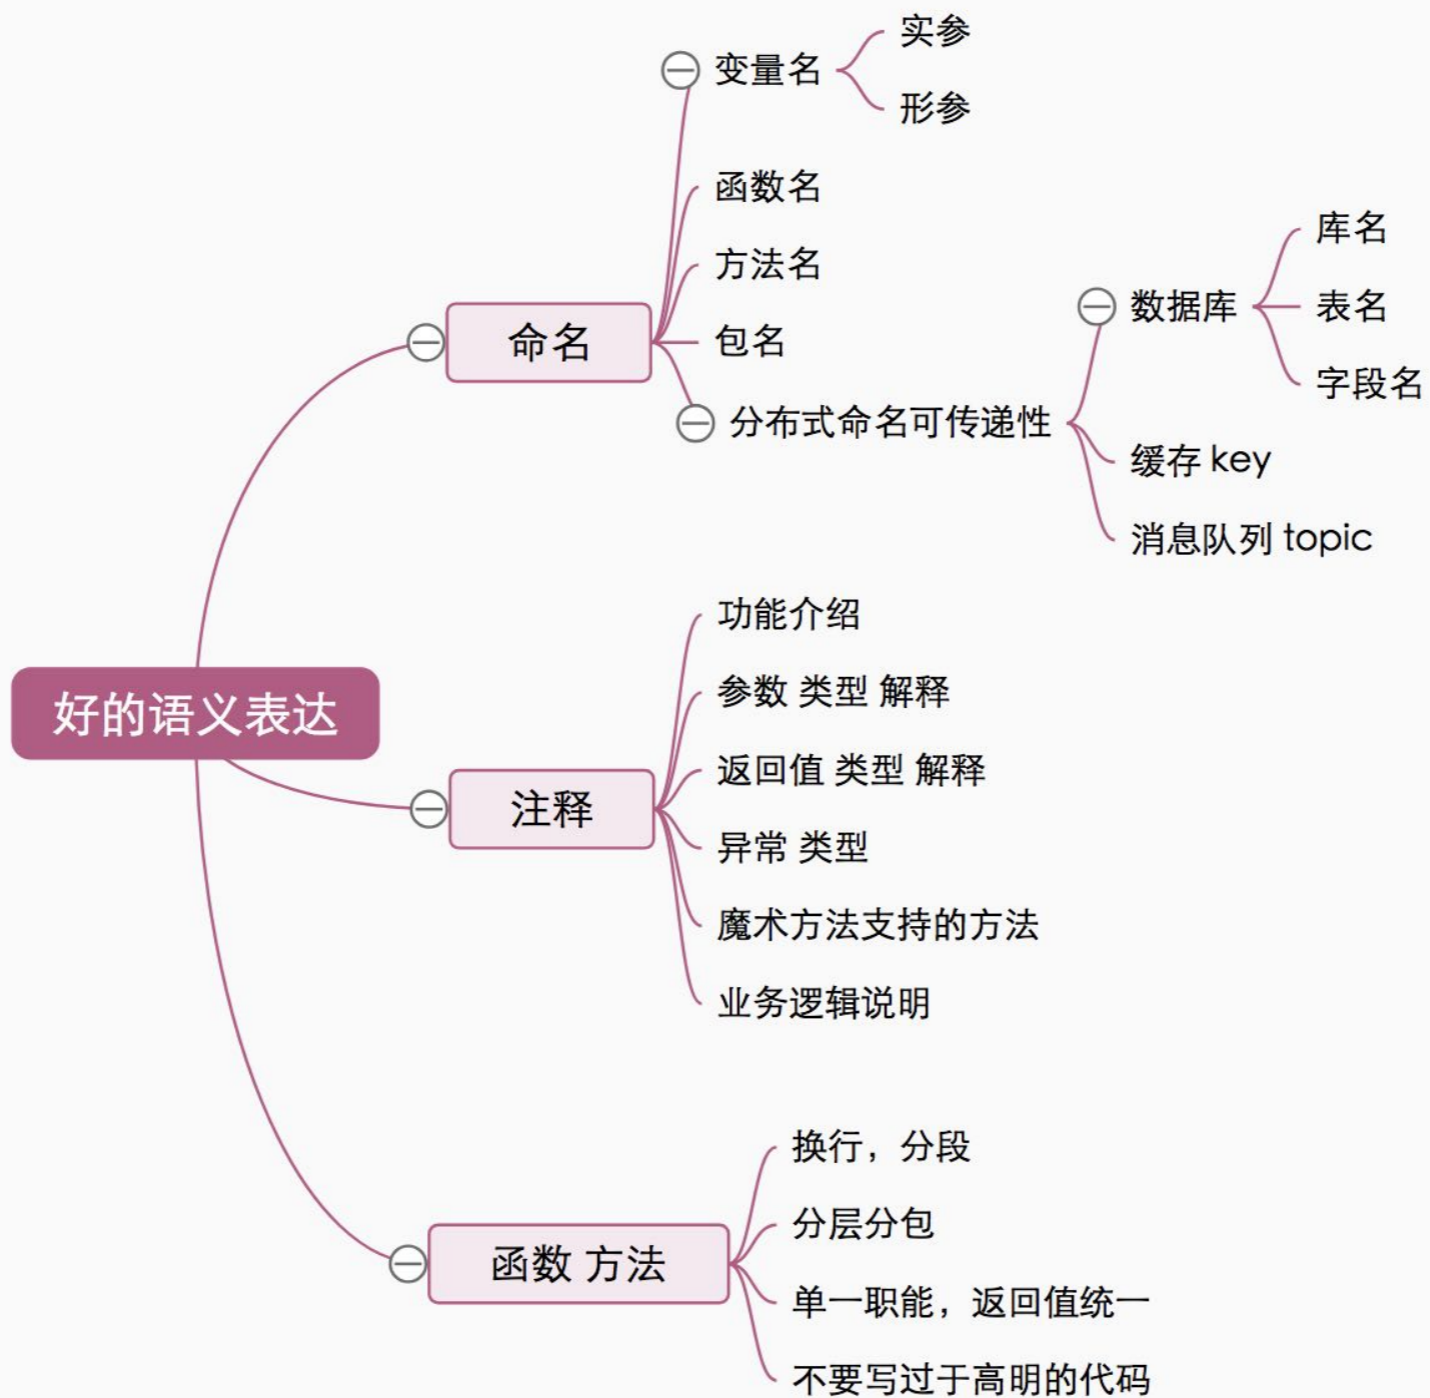 好的语义表达
命名
变量名
实参
形参
函数名
方法名
包名
分布式命名可传递性
数据库
库名
表名
字段名
缓存 key
消息队列 topic
注释
功能介绍
参数 类型 解释
返回值 类型 解释
异常 类型
魔术方法支持的方法
业务逻辑说明
函数 方法
换行，分段
分层分包
单一职能，返回值统一
不要写过于高明的代码